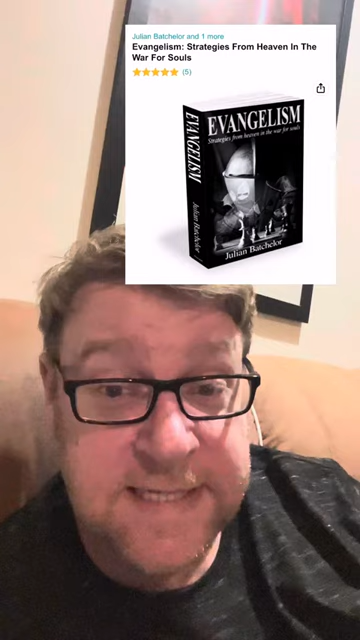 Julian Batchelor and 1 more
Evangelism: Strategies From Heaven In The
War For Souls
(5)
EVANGELISM
Strategies from heaven in the war for souls
EVANGELISM
Julian Batchelor
Julian Batchelor